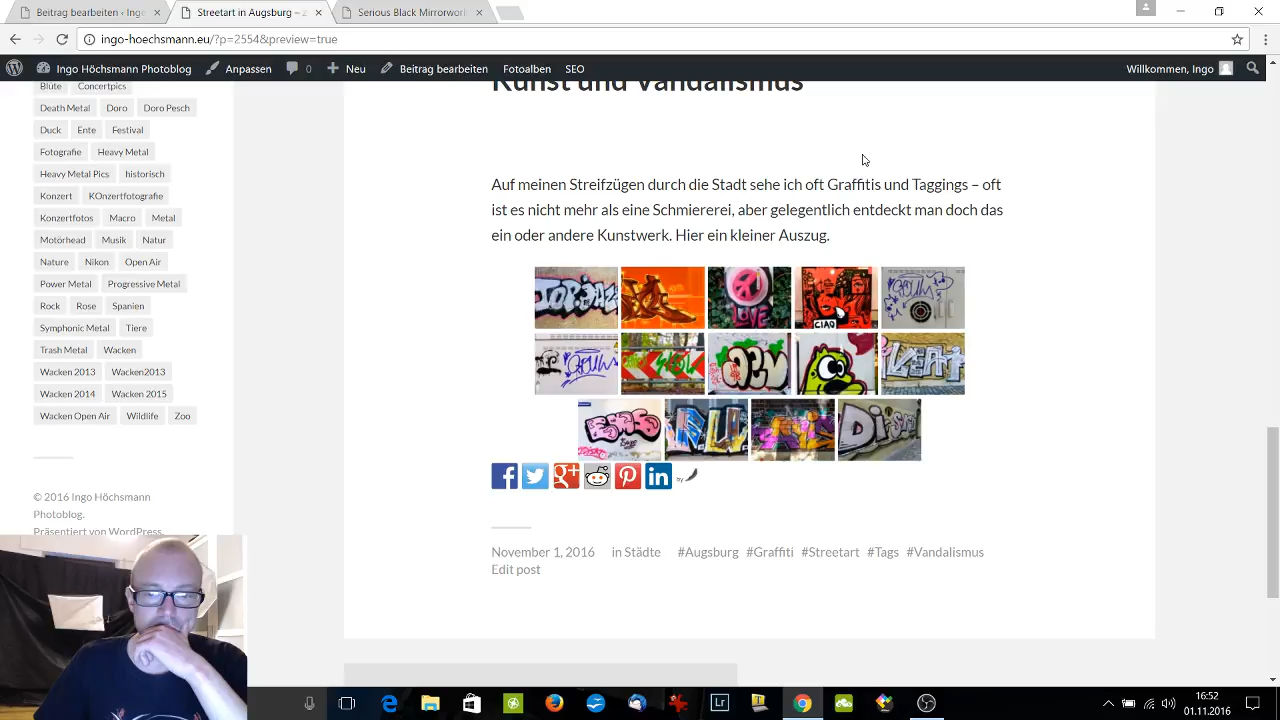 Beitrag bearbeiten ‹ Ingo H
Streetart in Augsburg – Z
Serious Black Mirrorworl
ingo-hoechsmann.eu/?p=2554&preview=true
Ingo Höchsmann Photoblog
Anpassen
0
Neu
Beitrag bearbeiten
Fotoalben
SEO
Willkommen, Ingo
Blüte Concertpics
Death Metal Doro Doro Pesch
Duck Ente Festival
Fotografie Heavy Metal
Heavy Metal Pics historisch
Konzert KOnzertfotografie
Konzertfotos Macro Metal
Motörhead Musik Natur
Nature Nikon Open Air
Power Metal Progressive Metal
Rock Rose Spanien
Symphonic Metal Tiere
Trash Metal Wacken
Wacken 2013 Wacken2013
Wacken 2014 Wacken 2015
Wacken Open Air Wildlife Zoo
© 2016 Ingo Höchsmann
Photoblog.
Präsentiert von WordPress.
Kunst und Vandalismus
Auf meinen Streifzügen durch die Stadt sehe ich oft Graffitis und Taggings – oft
ist es nicht mehr als eine Schmiererei, aber gelegentlich entdeckt man doch das
ein oder andere Kunstwerk. Hier ein kleiner Auszug.
LOVE
CIAO
EMS
by
November 1, 2016 in Städte #Augsburg #Graffiti #Streetart #Tags #Vandalismus
Edit post
Lr
16:52
01.11.2016